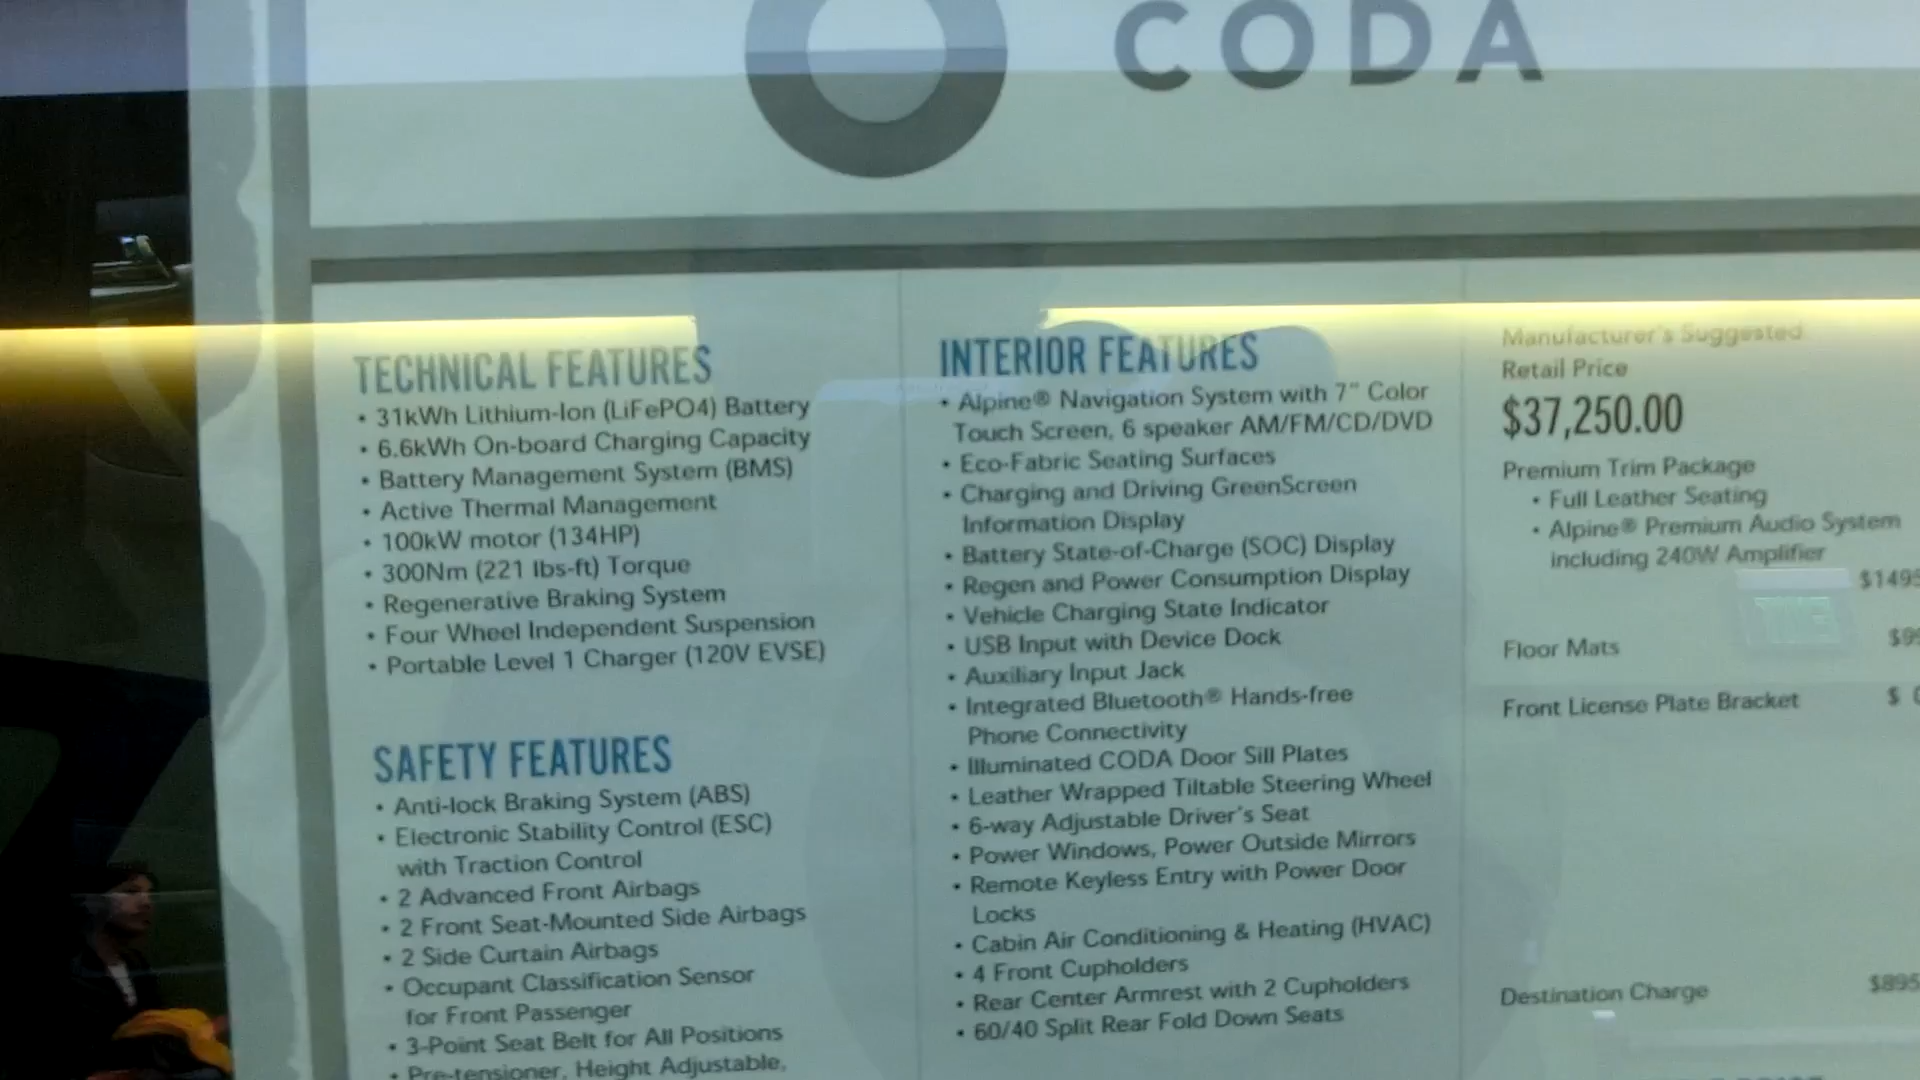 CODA
TECHNICAL FEATURES
• 31kWh Lithium-Ion (LiFePO4) Battery
• 6.6kWh On-board Charging Capacity
• Battery Management System (BMS)
• Active Thermal Management
• 100kW motor (134HP)
• 300Nm (221 lbs-ft) Torque
• Regenerative Braking System
• Four Wheel Independent Suspension
• Portable Level 1 Charger (120V EVSE)
SAFETY FEATURES
• Anti-lock Braking System (ABS)
• Electronic Stability Control (ESC)
with Traction Control
• 2 Advanced Front Airbags
• 2 Front Seat-Mounted Side Airbags
• 2 Side Curtain Airbags
• Occupant Classification Sensor
for Front Passenger
• 3-Point Seat Belt for All Positions
• Pre-tensioner, Height Adjustable,
INTERIOR FEATURES
• Alpine® Navigation System with 7" Color
Touch Screen, 6 speaker AM/FM/CD/DVD
• Eco-Fabric Seating Surfaces
• Charging and Driving GreenScreen
Information Display
• Battery State-of-Charge (SOC) Display
• Regen and Power Consumption Display
• Vehicle Charging State Indicator
• USB Input with Device Dock
• Auxiliary Input Jack
• Integrated Bluetooth® Hands-free
Phone Connectivity
• Illuminated CODA Door Sill Plates
• Leather Wrapped Tiltable Steering Wheel
• 6-way Adjustable Driver's Seat
• Power Windows, Power Outside Mirrors
• Remote Keyless Entry with Power Door
Locks
• Cabin Air Conditioning & Heating (HVAC)
• 4 Front Cupholders
• Rear Center Armrest with 2 Cupholders
• 60/40 Split Rear Fold Down Seats
Manufacturer's Suggested
Retail Price
$37,250.00
Premium Trim Package
• Full Leather Seating
• Alpine® Premium Audio System
including 240W Amplifier
$1495
Floor Mats
Front License Plate Bracket
Destination Charge $895